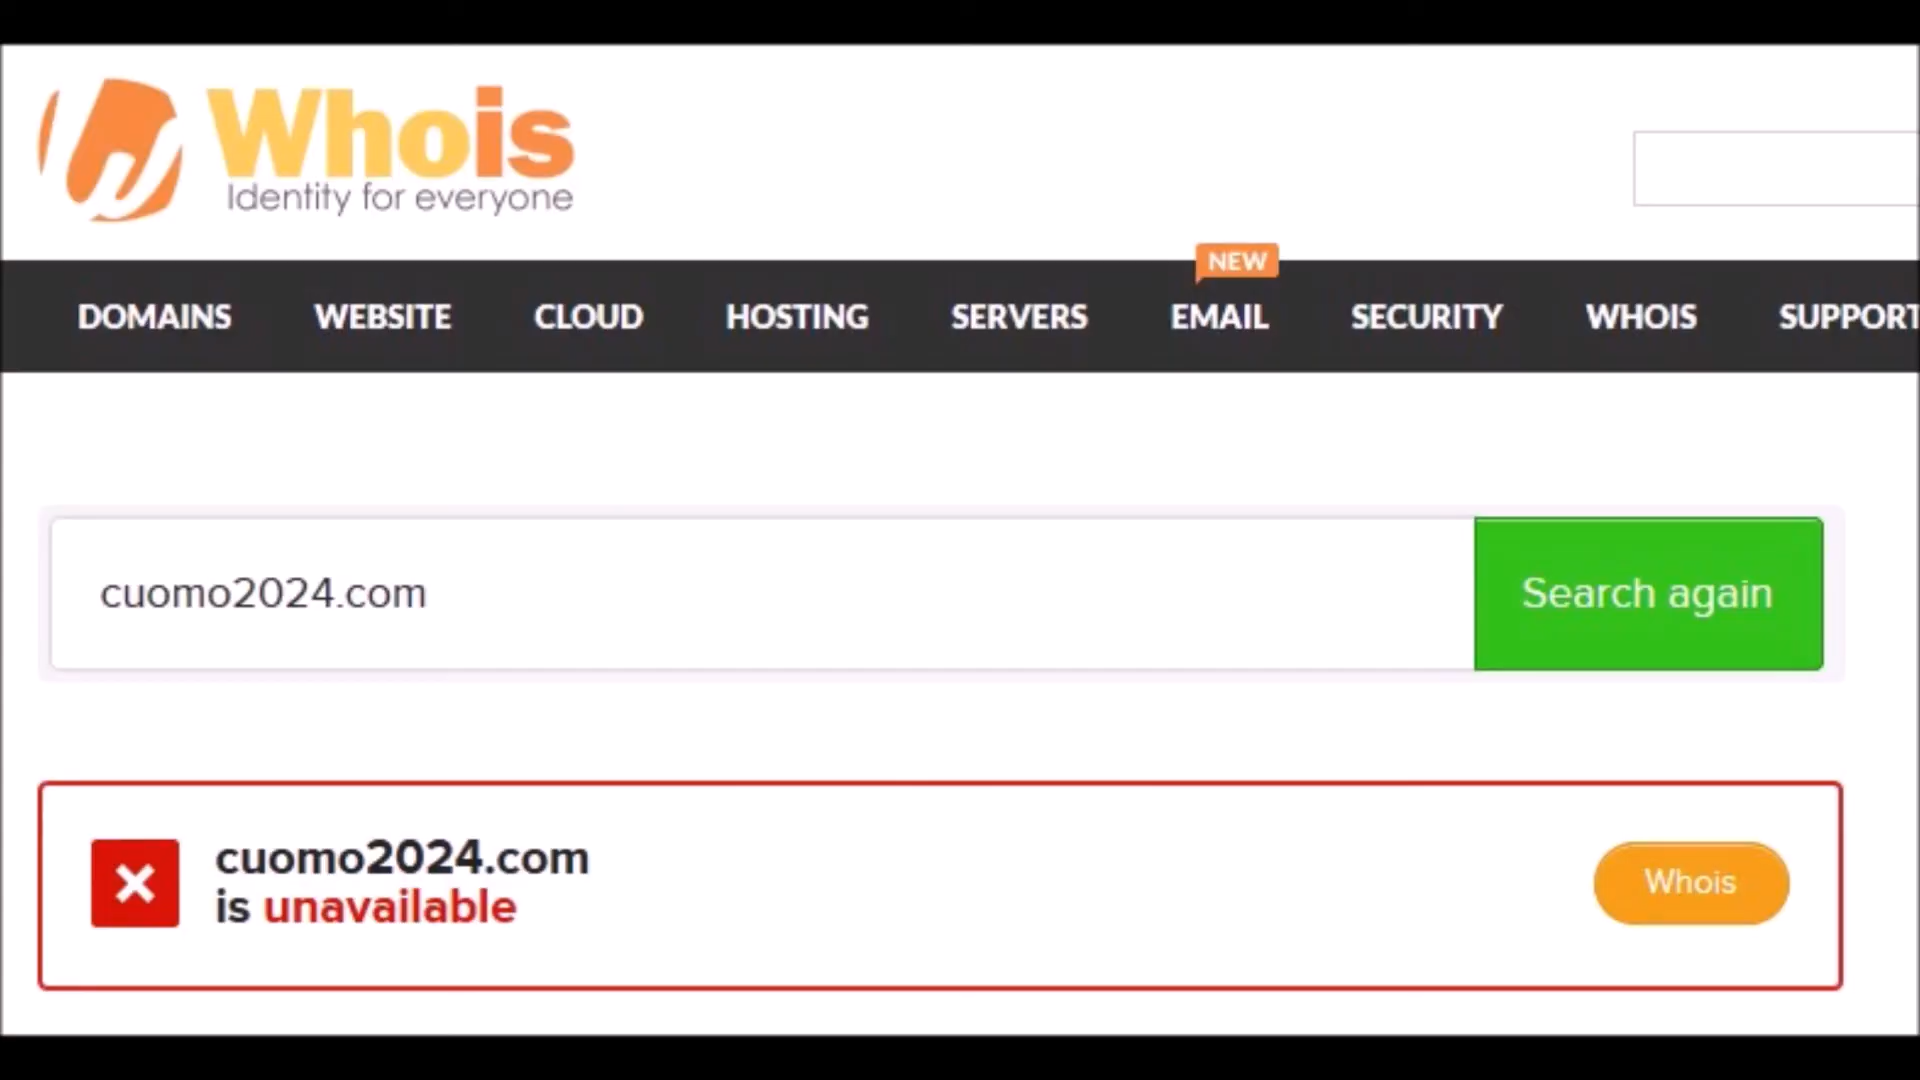 Whois
Identity for everyone
NEW
DOMAINS WEBSITE CLOUD HOSTING SERVERS EMAIL SECURITY WHOIS SUPPORT
cuomo2024.com Search again
cuomo2024.com
is unavailable
Whois